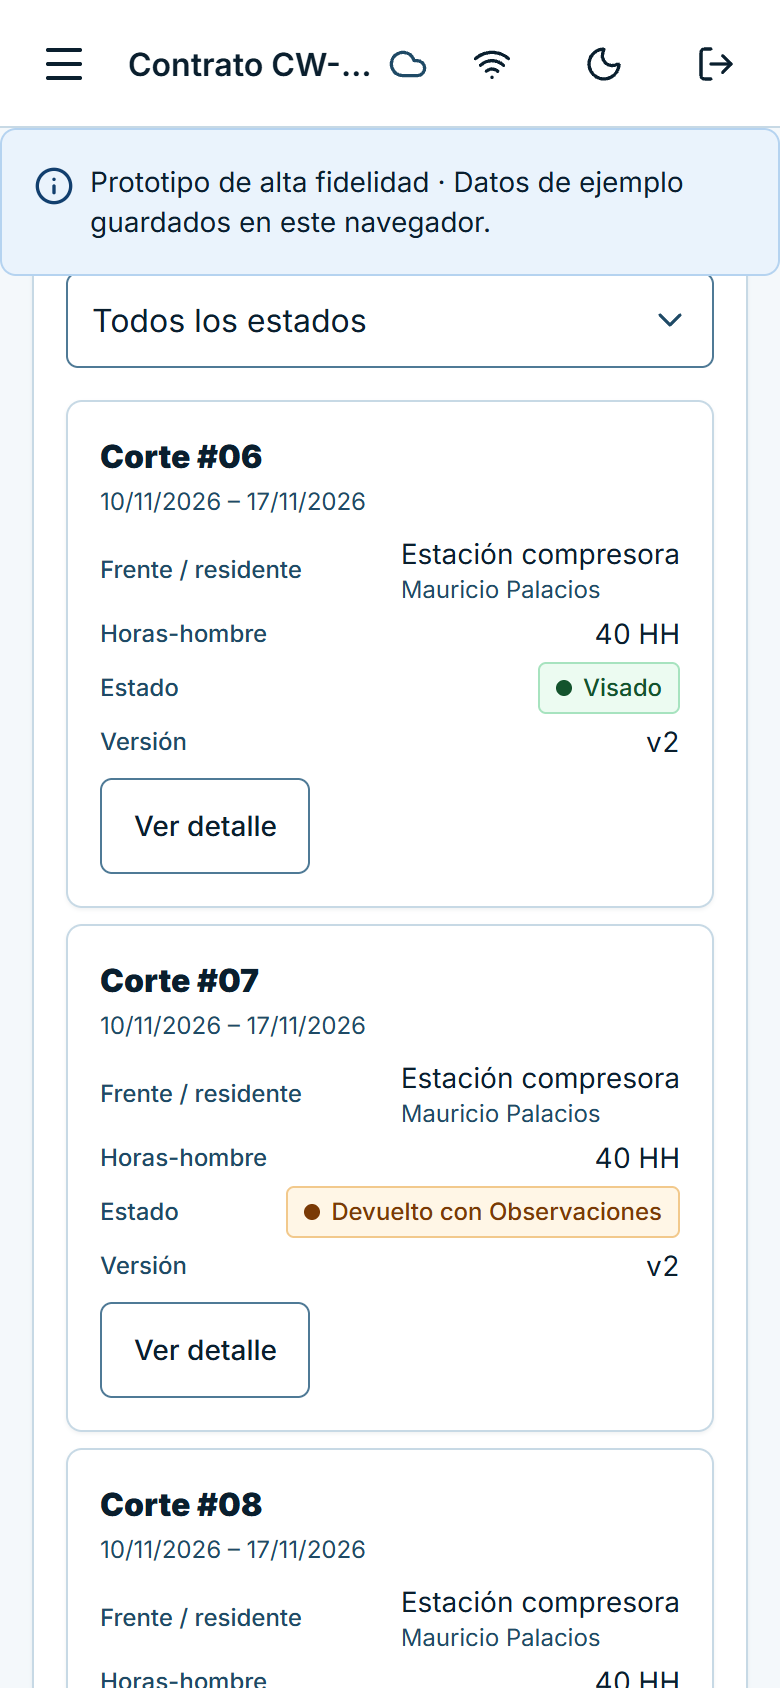 Contrato CW-...
Prototipo de alta fidelidad · Datos de ejemplo
guardados en este navegador.
Todos los estados
Corte #06
10/11/2026 – 17/11/2026
Frente / residente
Estación compresora
Mauricio Palacios
Horas-hombre
40 HH
Estado
Visado
Versión
v2
Ver detalle
Corte #07
10/11/2026 – 17/11/2026
Frente / residente
Estación compresora
Mauricio Palacios
Horas-hombre
40 HH
Estado
Devuelto con Observaciones
Versión
v2
Ver detalle
Corte #08
10/11/2026 – 17/11/2026
Frente / residente
Estación compresora
Mauricio Palacios
Horas-hombre
40 HH